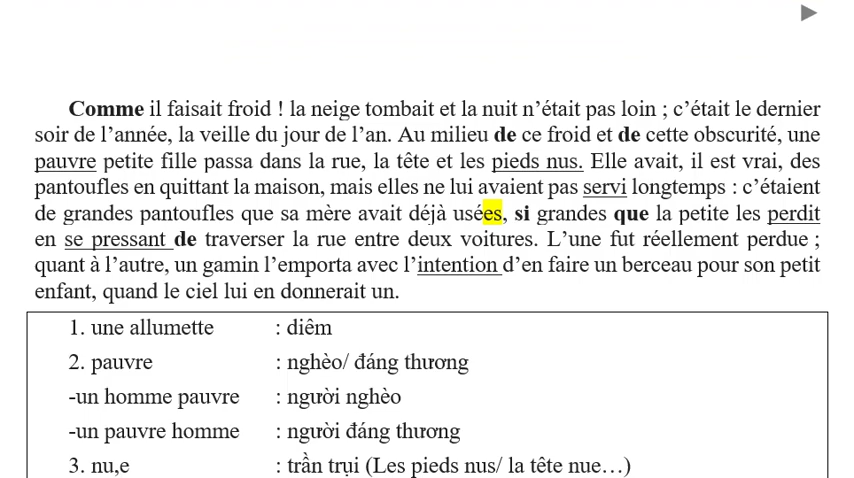 Comme il faisait froid ! la neige tombait et la nuit n’était pas loin ; c’était le dernier
soir de l’année, la veille du jour de l’an. Au milieu de ce froid et de cette obscurité, une
pauvre petite fille passa dans la rue, la tête et les pieds nus. Elle avait, il est vrai, des
pantoufles en quittant la maison, mais elles ne lui avaient pas servi longtemps : c’étaient
de grandes pantoufles que sa mère avait déjà usées, si grandes que la petite les perdit
en se pressant de traverser la rue entre deux voitures. L’une fut réellement perdue ;
quant à l’autre, un gamin l’emporta avec l’intention d’en faire un berceau pour son petit
enfant, quand le ciel lui en donnerait un.
1. une allumette : diêm
2. pauvre : nghèo/ đáng thương
-un homme pauvre : người nghèo
-un pauvre homme : người đáng thương
3. nu,e : trần trụi (Les pieds nus/ la tête nue…)